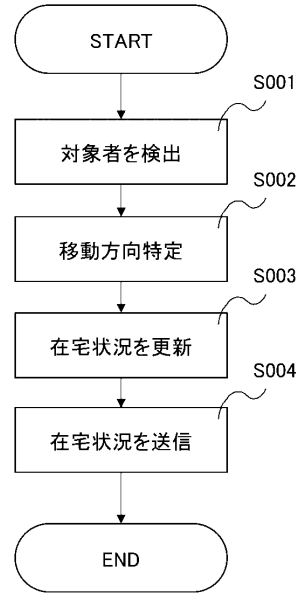 START
S001
対象者を検出
S002
移動方向特定
S003
在宅状況を更新
S004
在宅状況を送信
END